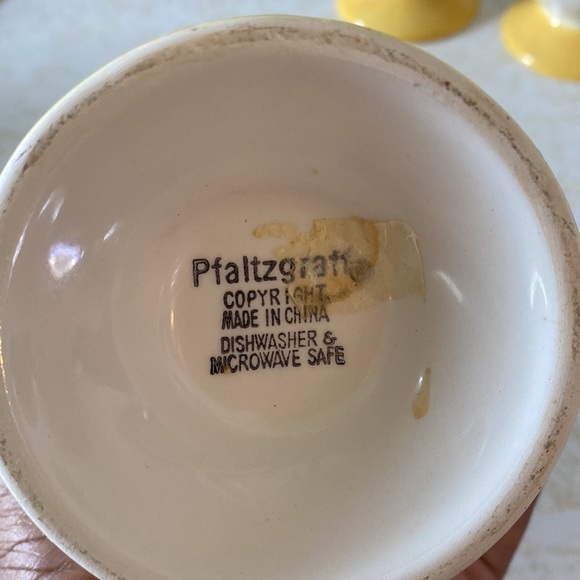 Pfaltzgraff
COPYRIGHT
MADE IN CHINA
DISHWASHER &
MICROWAVE SAFE